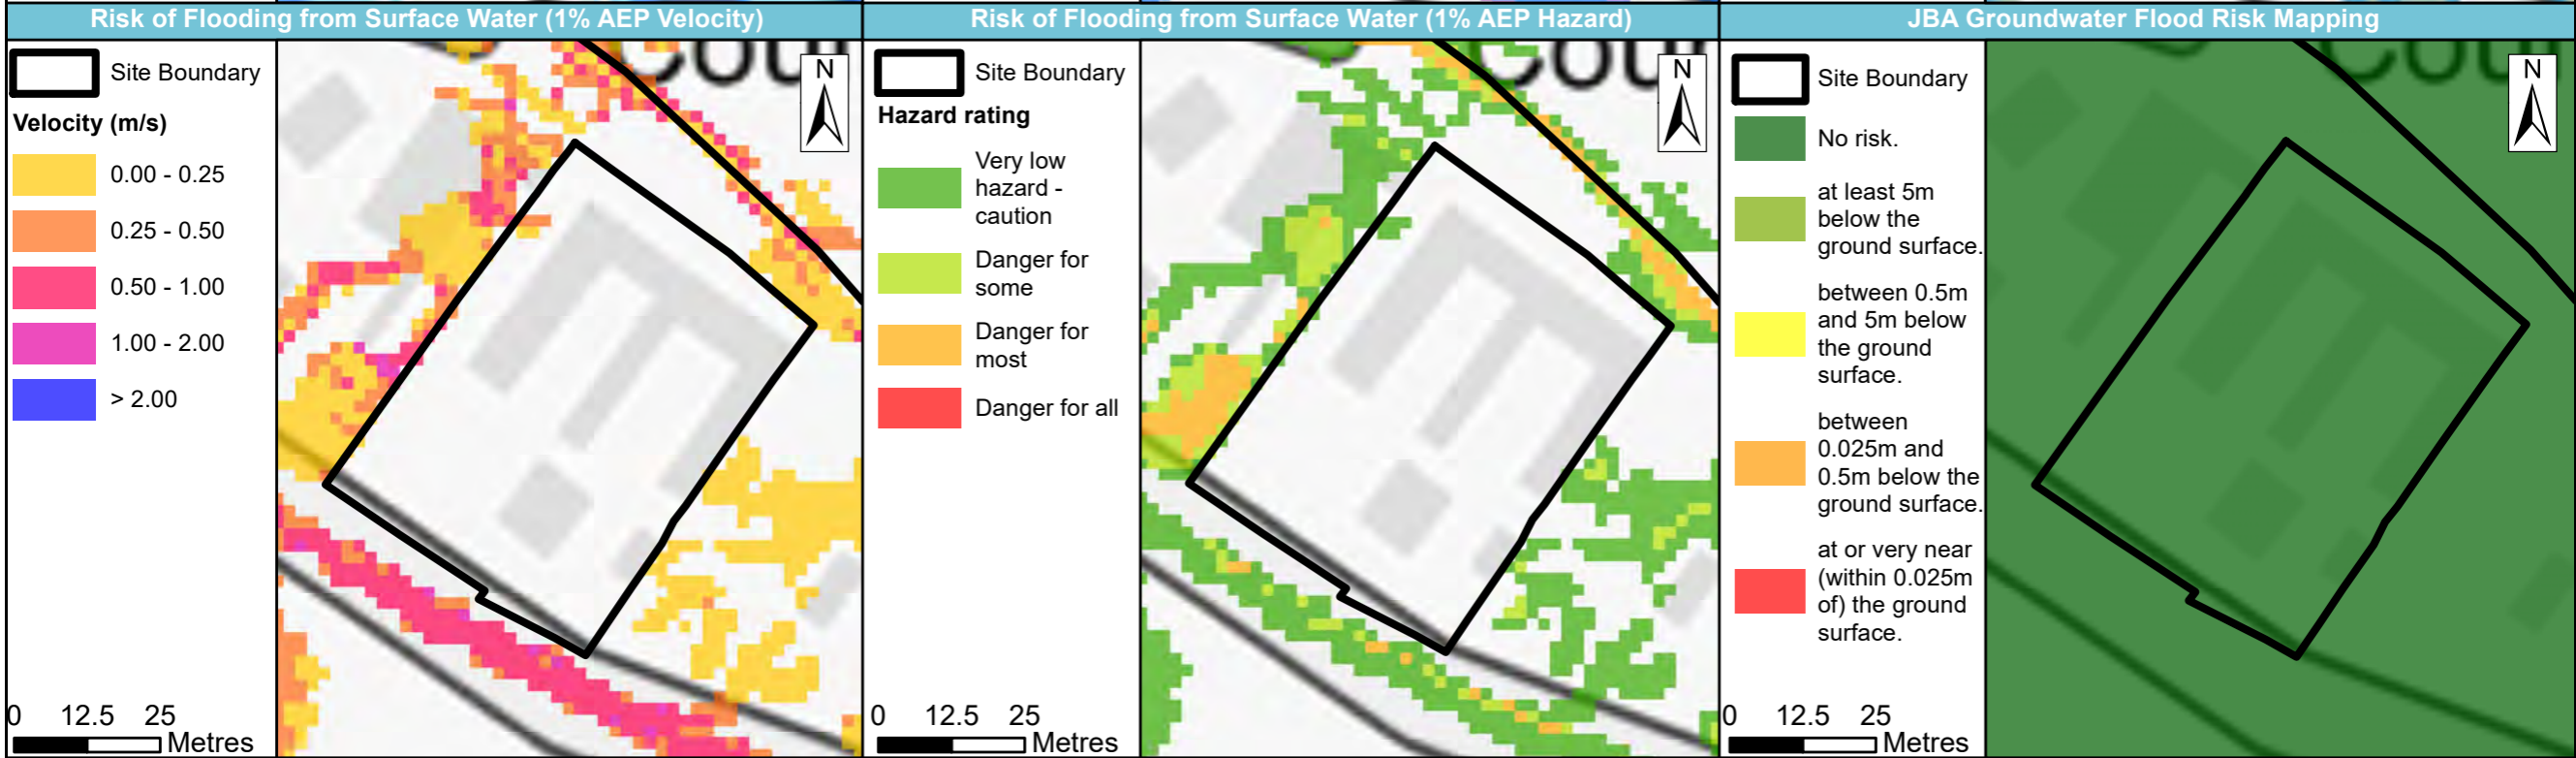 Risk of Flooding from Surface Water (1% AEP Velocity)
Site Boundary
Velocity (m/s)
0.00 - 0.25
0.25 - 0.50
0.50 - 1.00
1.00 - 2.00
> 2.00
0 12.5 25
Metres
N
Risk of Flooding from Surface Water (1% AEP Hazard)
Site Boundary
Hazard rating
Very low
hazard -
caution
Danger for
some
Danger for
most
Danger for all
0 12.5 25
Metres
N
JBA Groundwater Flood Risk Mapping
Site Boundary
No risk.
at least 5m
below the
ground surface.
between 0.5m
and 5m below
the ground
surface.
between
0.025m and
0.5m below the
ground surface.
at or very near
(within 0.025m
of) the ground
surface.
0 12.5 25
Metres
N